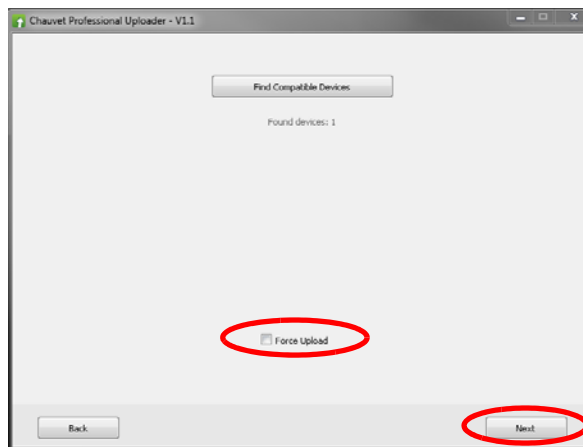 Chauvet Professional Uploader - V1.1
Find Compatible Devices
Found devices: 1
Force Upload
Back
Next